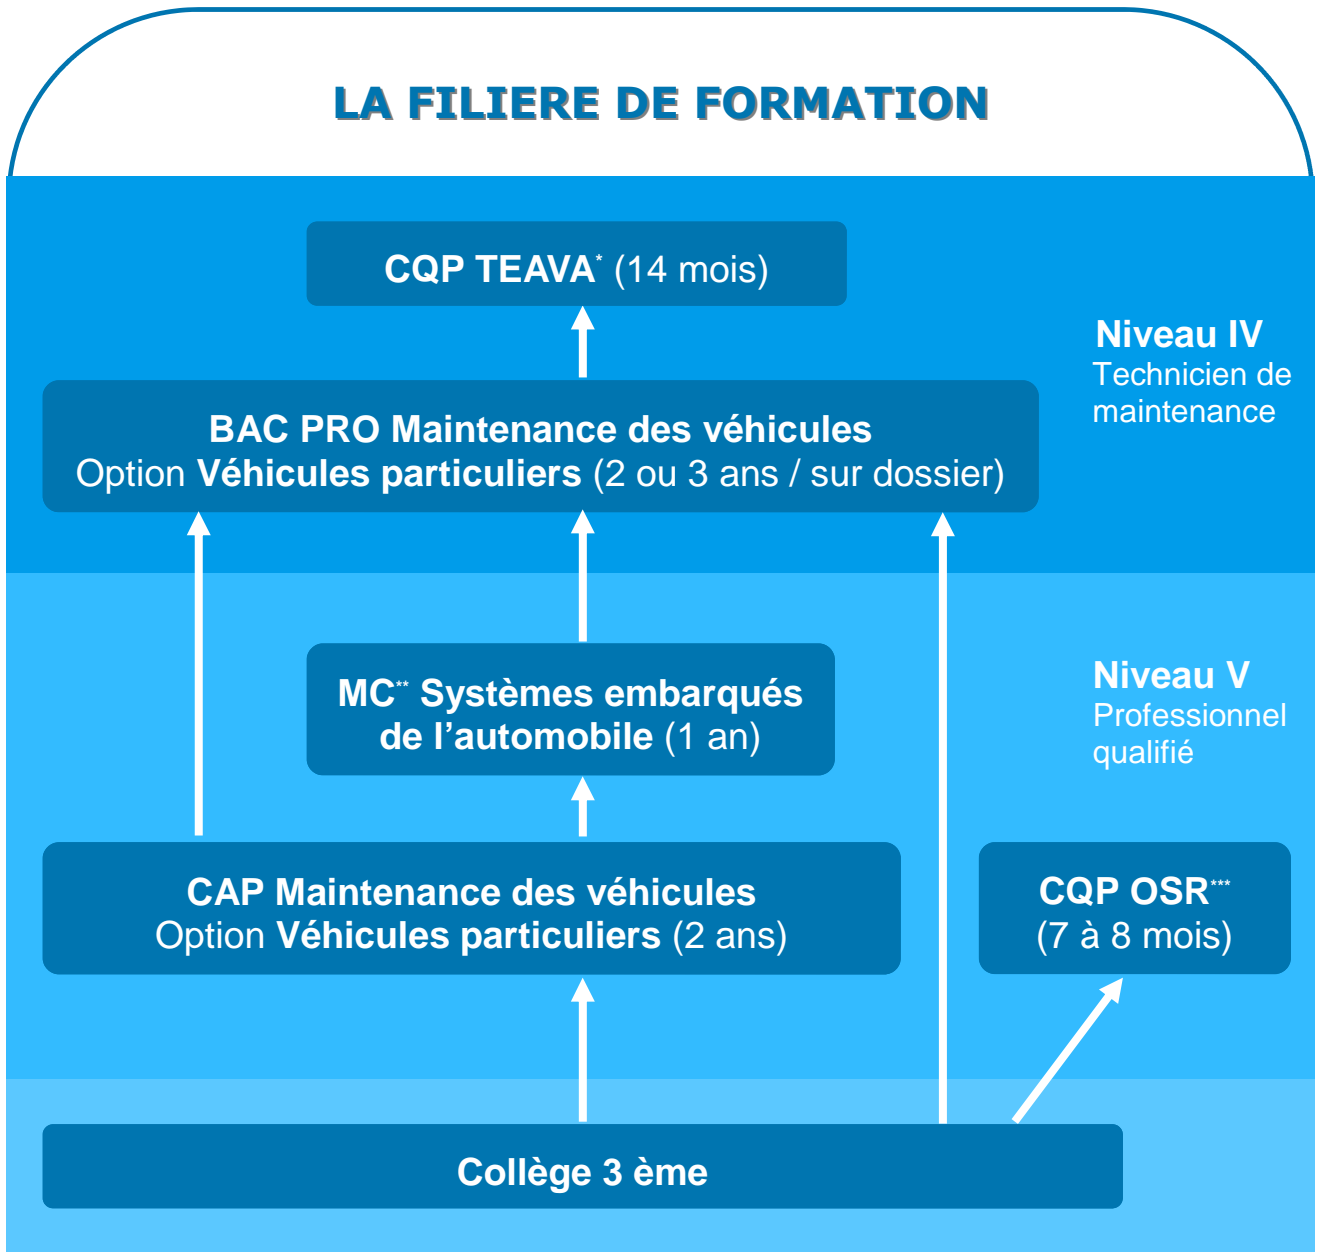 LA FILIERE DE FORMATION
CQP TEAVA* (14 mois)
Niveau IV
Technicien de
maintenance
BAC PRO Maintenance des véhicules
Option Véhicules particuliers (2 ou 3 ans / sur dossier)
MC** Systèmes embarqués
de l'automobile (1 an)
Niveau V
Professionnel
qualifié
CAP Maintenance des véhicules
Option Véhicules particuliers (2 ans)
CQP OSR***
(7 à 8 mois)
Collège 3 ème